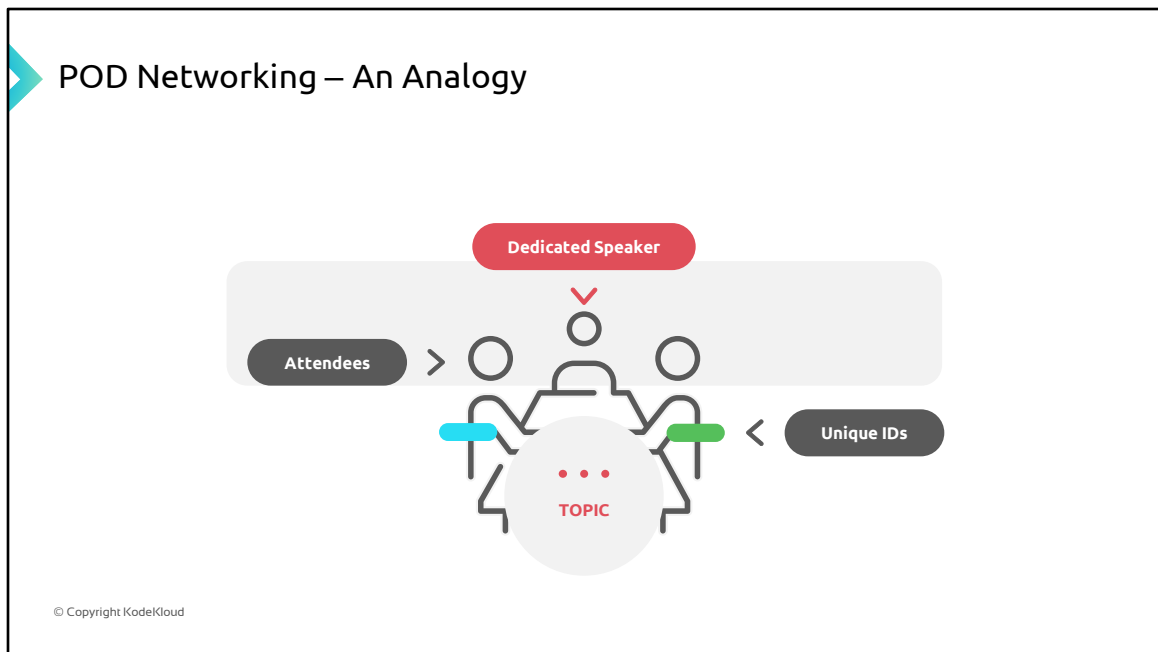 POD Networking – An Analogy
Dedicated Speaker
Attendees
Unique IDs
TOPIC
© Copyright KodeKloud